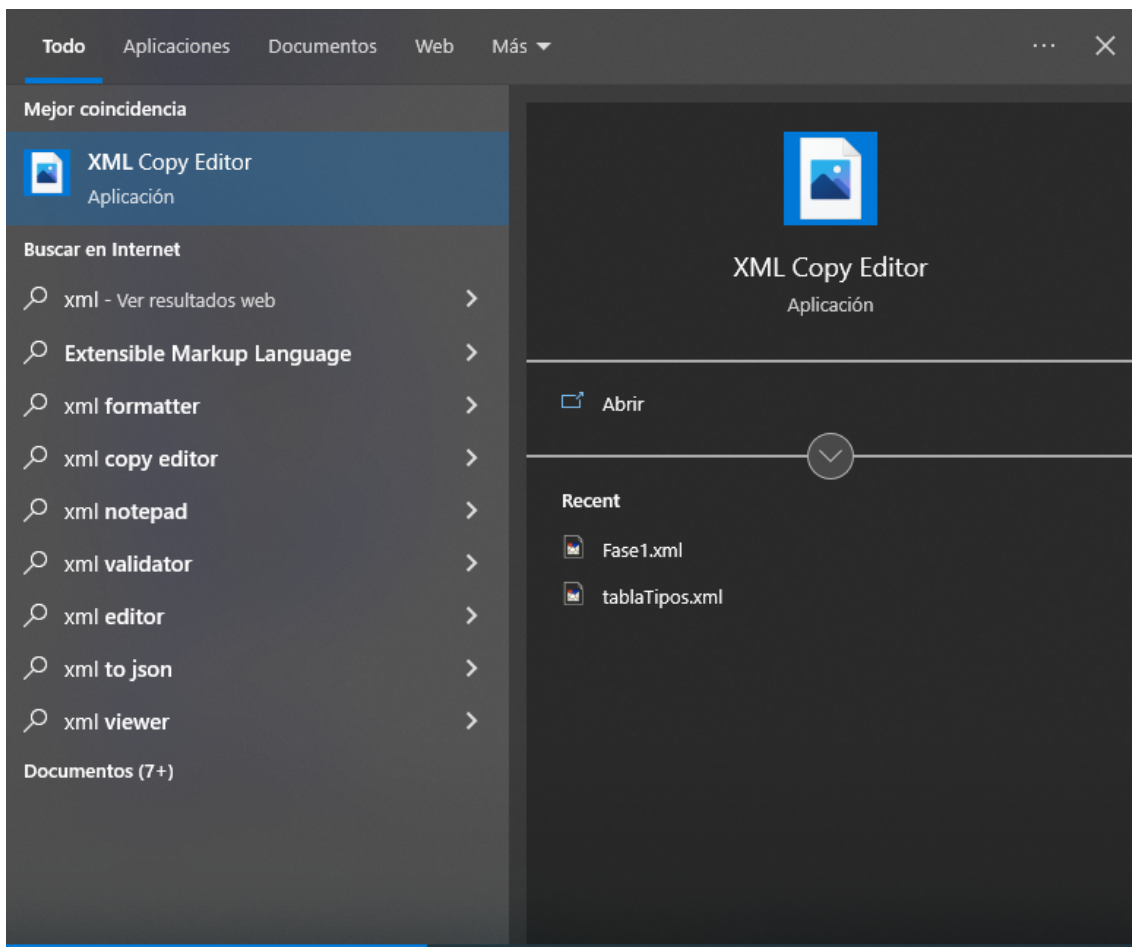 Todo Aplicaciones Documentos Web Más
Mejor coincidencia
XML Copy Editor
Aplicación
Buscar en Internet
xml - Ver resultados web
Extensible Markup Language
xml formatter
xml copy editor
xml notepad
xml validator
xml editor
xml to json
xml viewer
Documentos (7+)
XML Copy Editor
Aplicación
Abrir
Recent
Fase1.xml
tablaTipos.xml